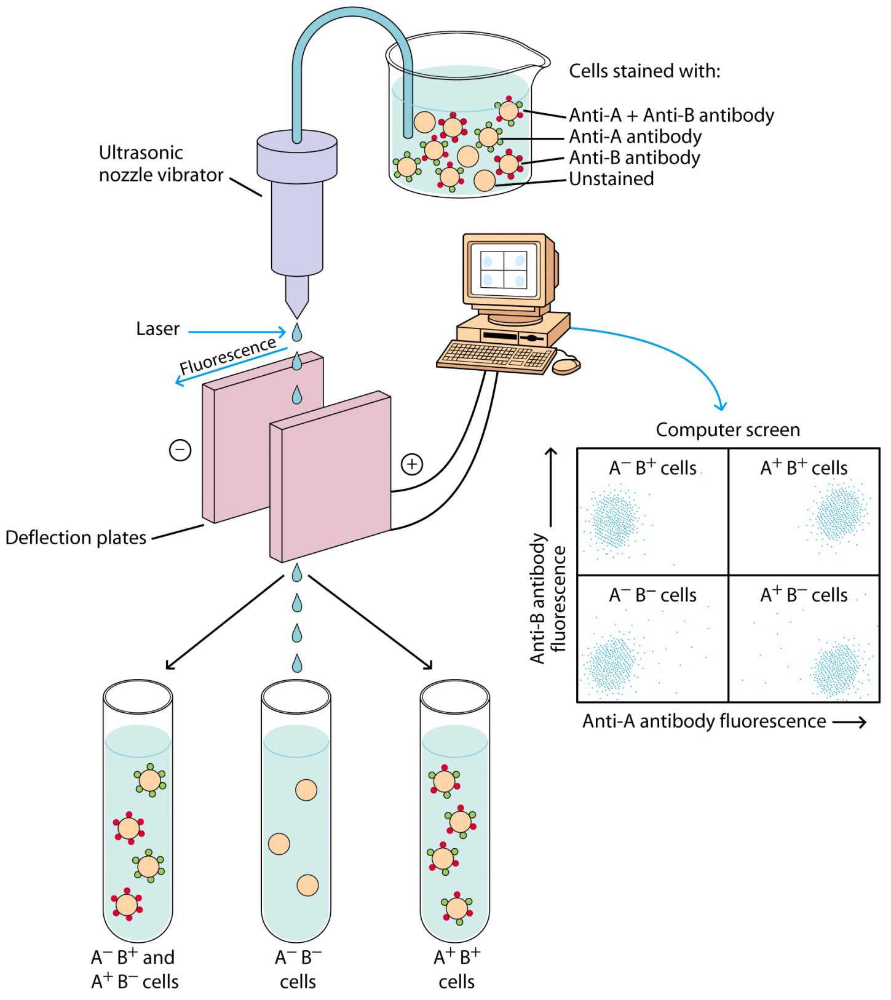 Cells stained with:
Anti-A + Anti-B antibody
Anti-A antibody
Anti-B antibody
Unstained
Ultrasonic
nozzle vibrator
Laser
Fluorescence
−
+
Deflection plates
Computer screen
A⁻ B⁺ cells
A⁺ B⁺ cells
A⁻ B⁻ cells
A⁺ B⁻ cells
Anti-B antibody
fluorescence
Anti-A antibody fluorescence
A⁻ B⁺ and
A⁺ B⁻ cells
A⁻ B⁻
cells
A⁺ B⁺
cells